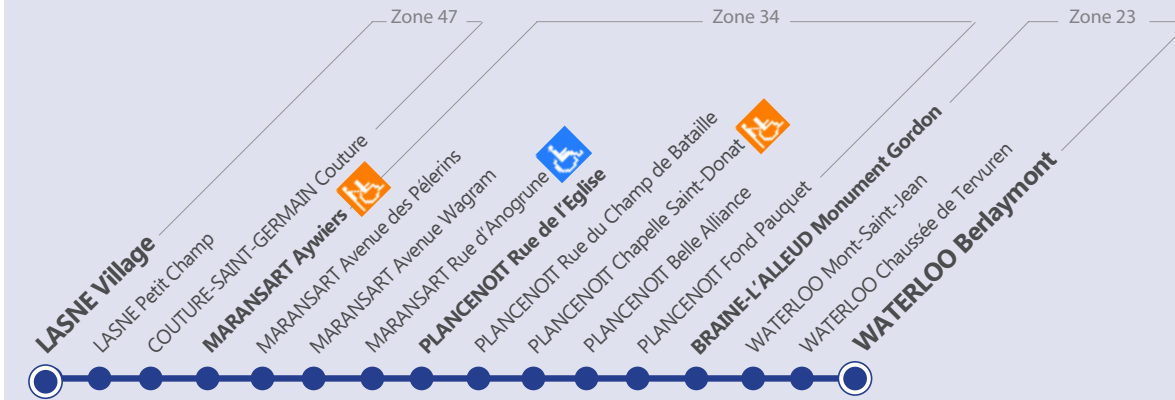 Zone 47
Zone 34
Zone 23
LASNE Village
LASNE Petit Champ
COUTURE-SAINT-GERMAIN Couture
MARANSART Aywiers
MARANSART Avenue des Pélerins
MARANSART Avenue Wagram
MARANSART Rue d'Anogrune
PLANCENOIT Rue de l'Eglise
PLANCENOIT Rue du Champ de Bataille
PLANCENOIT Chapelle Saint-Donat
PLANCENOIT Belle Alliance
PLANCENOIT Fond Pauquet
BRAINE-L'ALLEUD Monument Gordon
WATERLOO Mont-Saint-Jean
WATERLOO Chaussée de Tervuren
WATERLOO Berlaymont